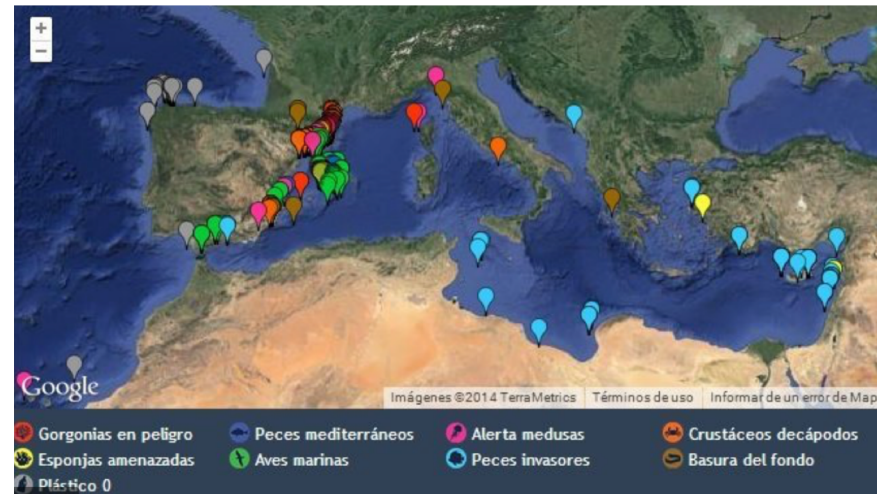 +
−
Google
Imágenes ©2014 TerraMetrics Términos de uso Informar de un error de Map
Gorgonias en peligro Peces mediterráneos Alerta medusas Crustáceos decápodos
Esponjas amenazadas Aves marinas Peces invasores Basura del fondo
Plástico 0